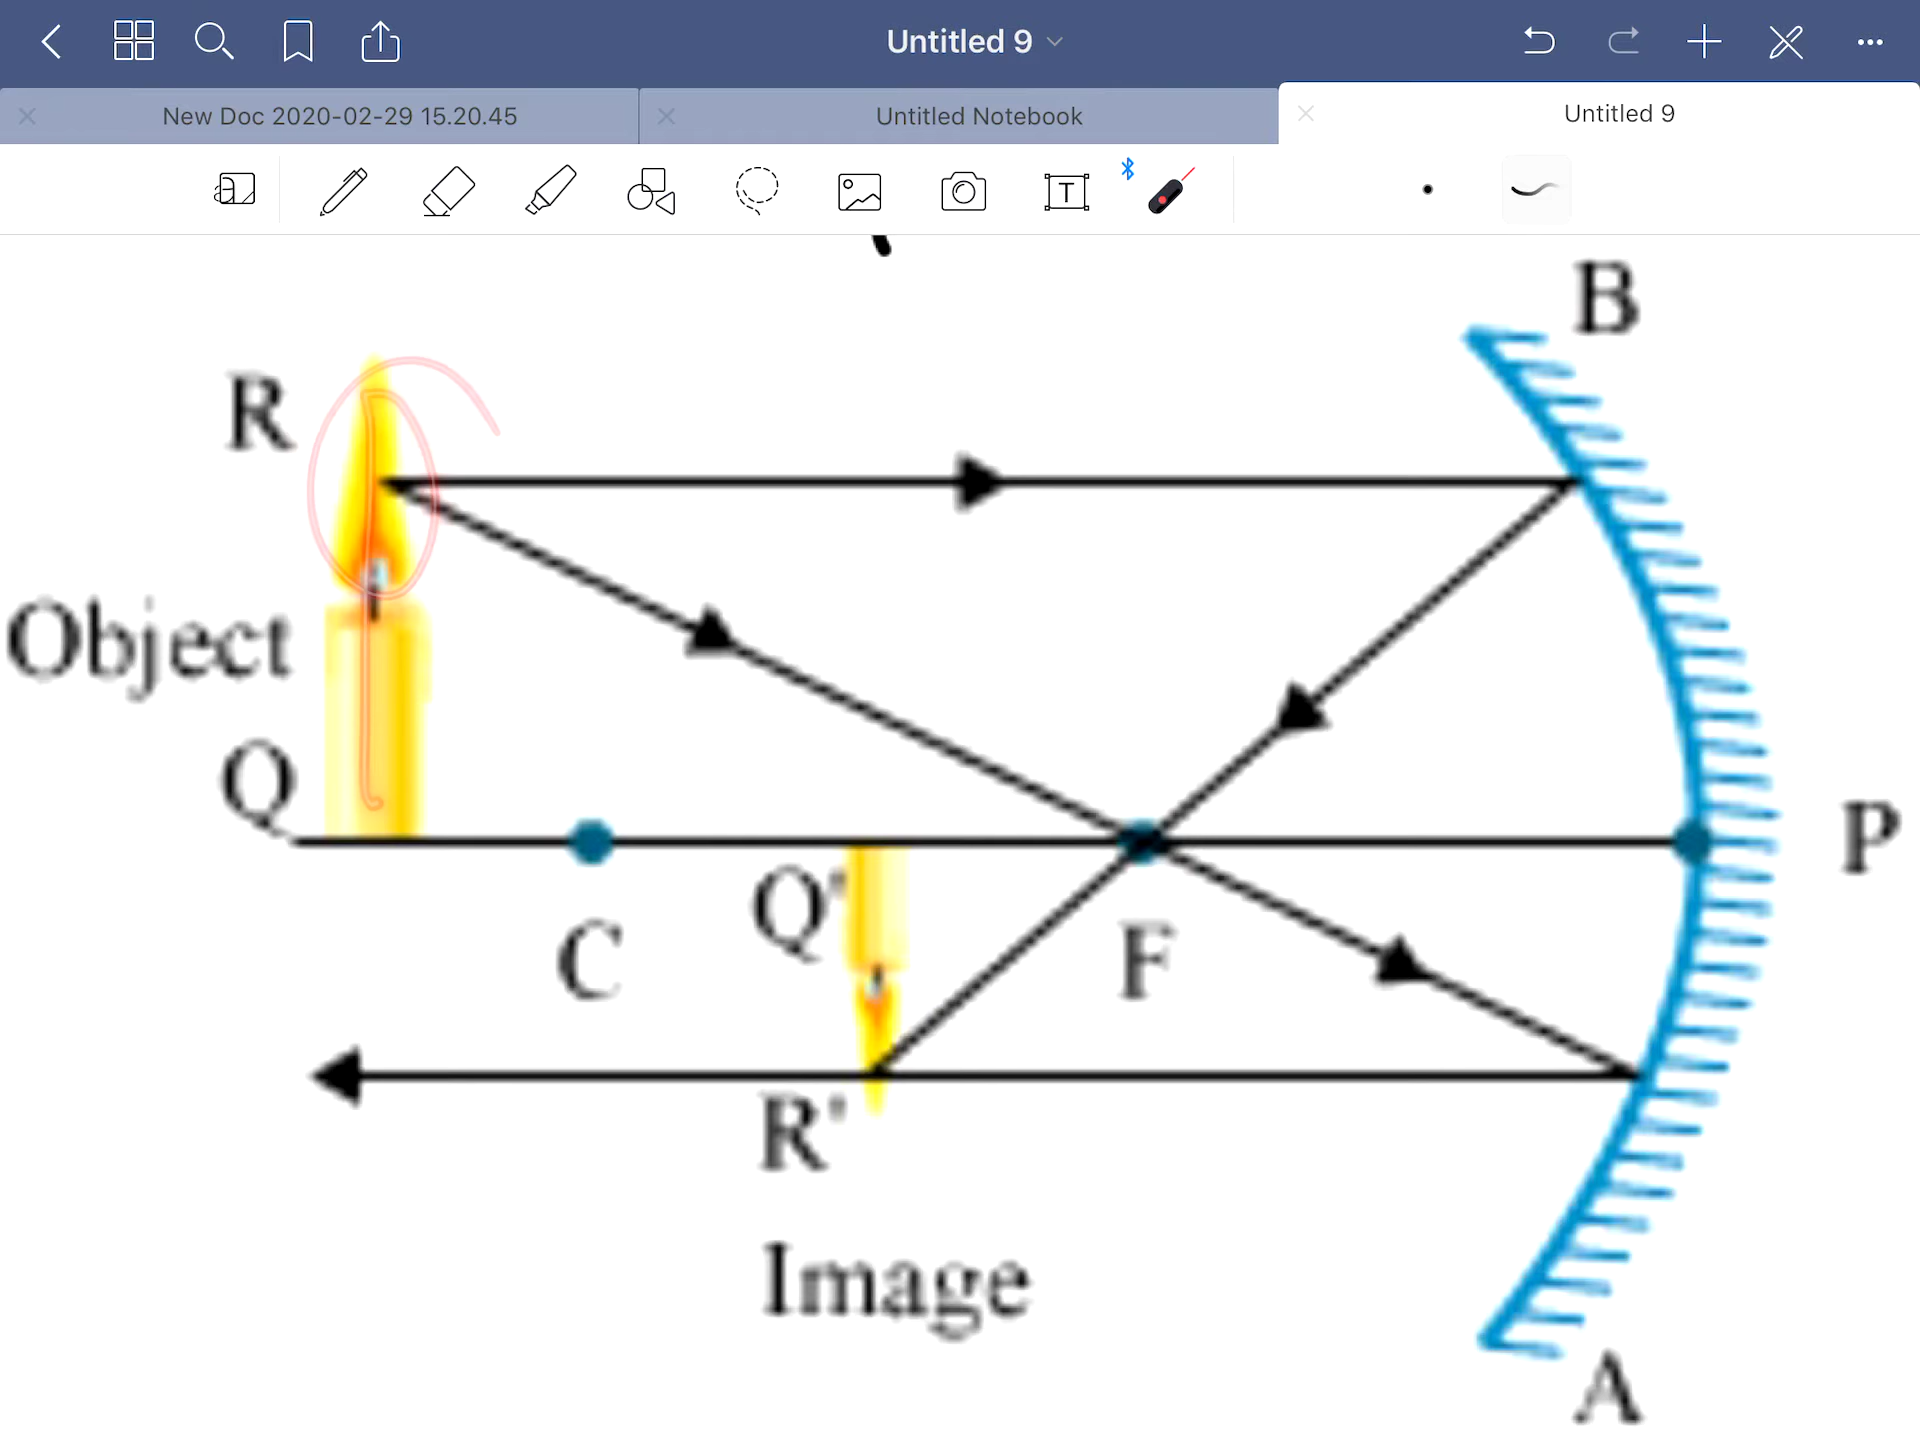 Untitled 9
New Doc 2020-02-29 15.20.45
Untitled Notebook
Untitled 9
T
B
R
Object
Q
P
C
Q'
F
R'
Image
A